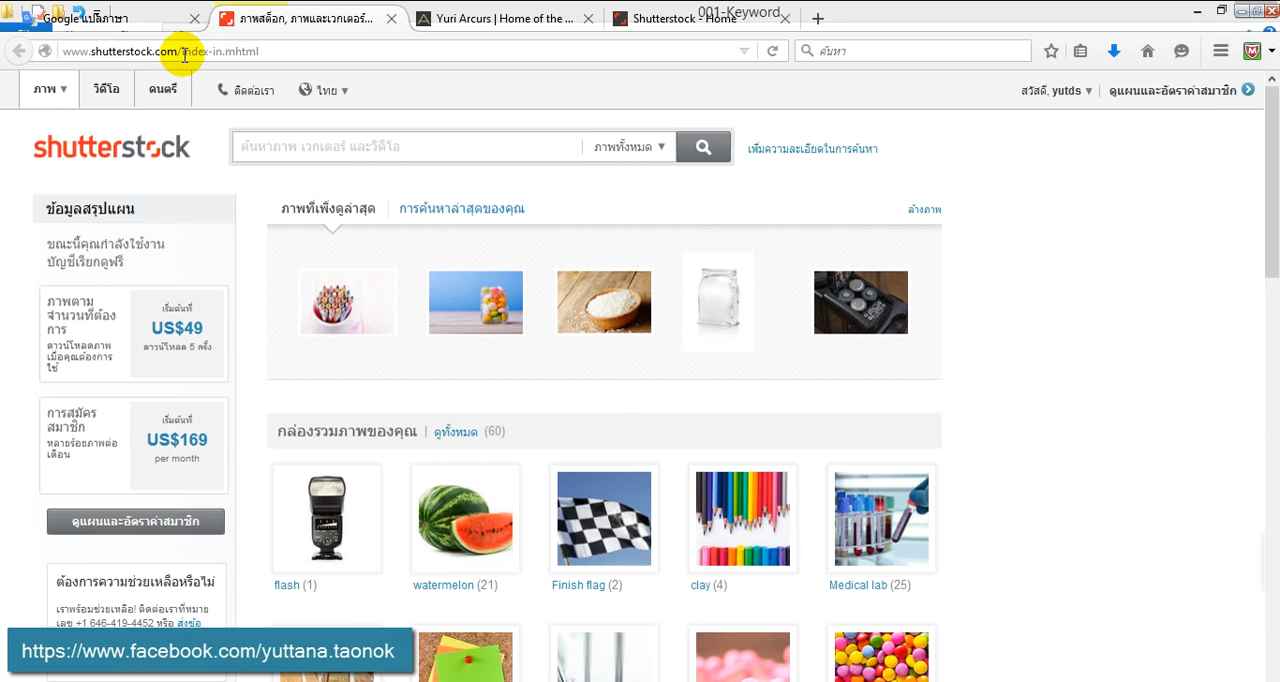 001-Keyword
Google แปลภาษา
ภาพสต็อก, ภาพและเวกเตอร์...
Yuri Arcurs | Home of the ...
Shutterstock - Home
www.shutterstock.com/index-in.mhtml
ค้นหา
ภาพ
วิดีโอ
ดนตรี
ติดต่อเรา
ไทย
สวัสดี, yutds
ดูแผนและอัตราค่าสมาชิก
shutterstock
ค้นหาภาพ เวกเตอร์ และวิดีโอ
ภาพทั้งหมด
เพิ่มความละเอียดในการค้นหา
ข้อมูลสรุปแผน
ขณะนี้คุณกำลังใช้งาน
บัญชีเรียกดูฟรี
ภาพตาม
จำนวนที่ต้อง
การ
ดาวน์โหลดภาพ
เมื่อคุณต้องการ
ใช้
เริ่มต้นที่
US$49
ดาวน์โหลด 5 ครั้ง
การสมัคร
สมาชิก
หลายร้อยภาพต่อ
เดือน
เริ่มต้นที่
US$169
per month
ดูแผนและอัตราค่าสมาชิก
ต้องการความช่วยเหลือหรือไม่
เราพร้อมช่วยเหลือ! ติดต่อเราที่หมาย
เลข +1 646-419-4452 หรือ ส่งข้อ
ภาพที่เพิ่งดูล่าสุด
การค้นหาล่าสุดของคุณ
ล้างภาพ
กล่องรวมภาพของคุณ | ดูทั้งหมด (60)
flash (1)
watermelon (21)
Finish flag (2)
clay (4)
Medical lab (25)
https://www.facebook.com/yuttana.taonok